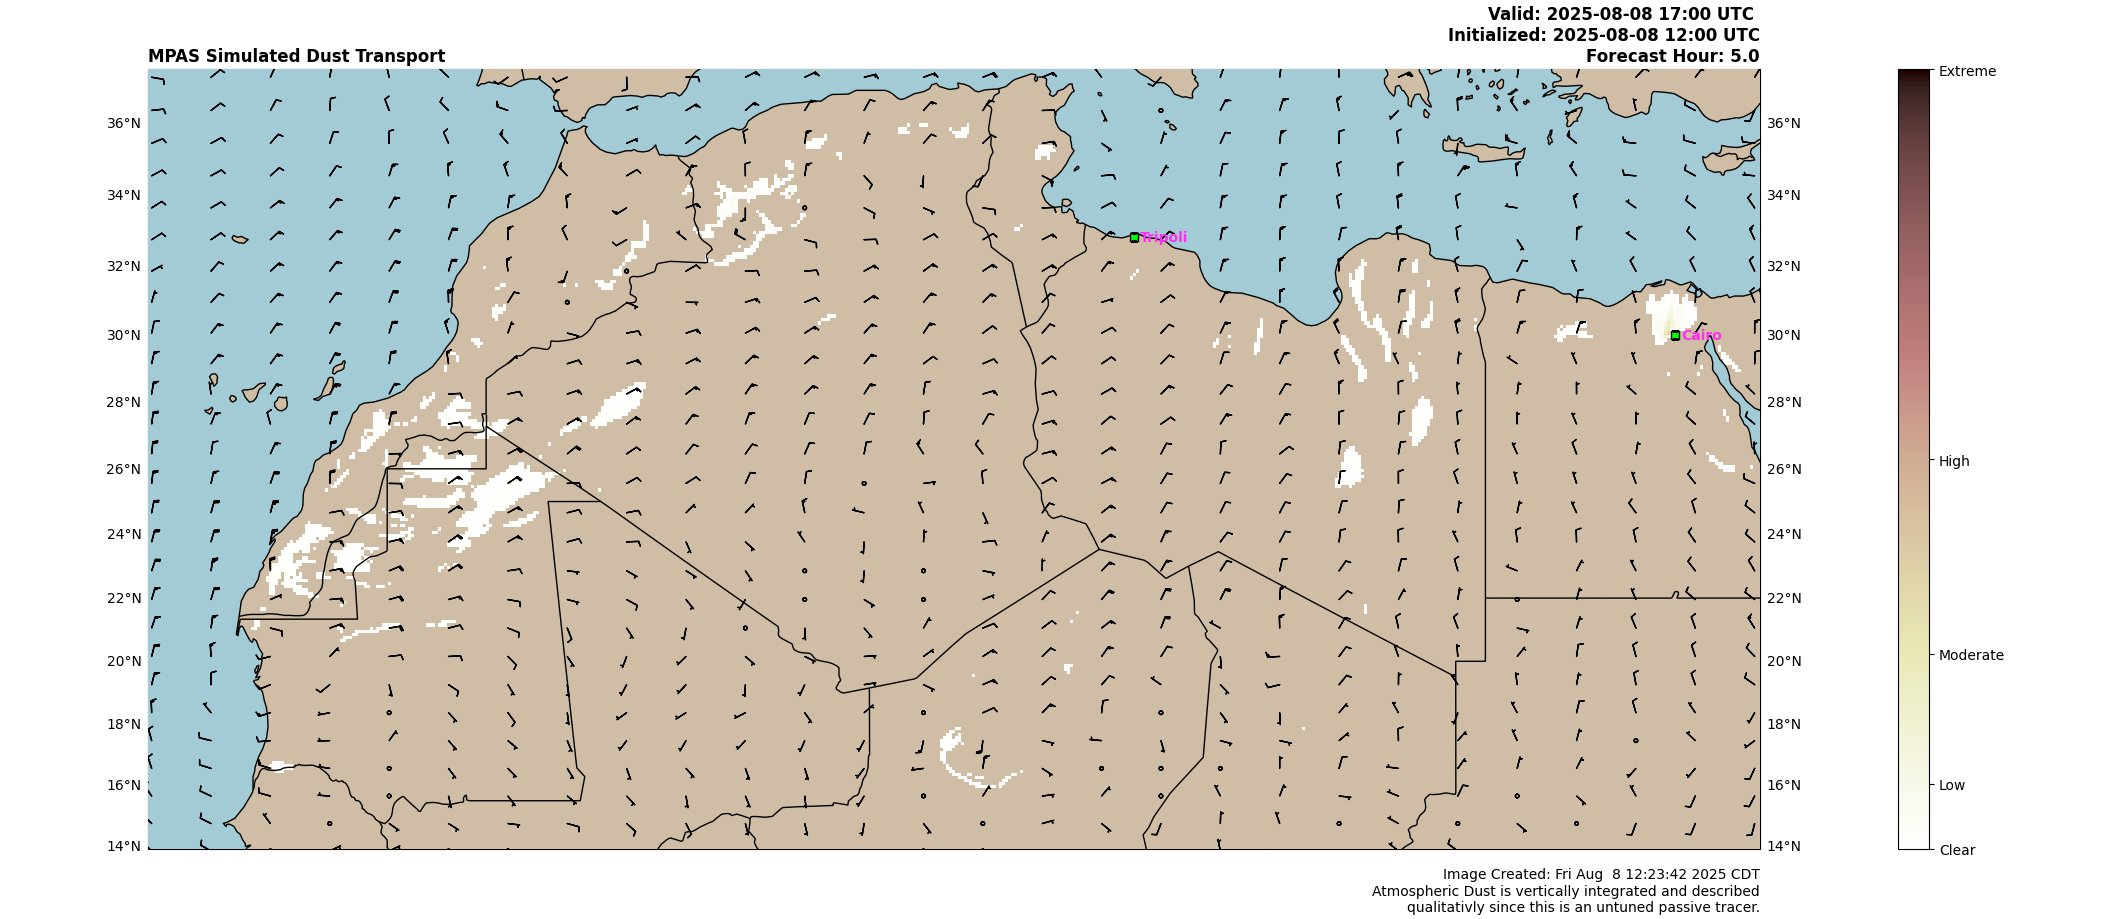 Valid: 2025-08-08 17:00 UTC
Initialized: 2025-08-08 12:00 UTC
MPAS Simulated Dust Transport
Forecast Hour: 5.0
Extreme
36°N
36°N
34°N
34°N
Tripoli
32°N
32°N
30°N
Cairo
30°N
28°N
28°N
26°N
26°N
High
24°N
24°N
22°N
22°N
20°N
20°N
Moderate
18°N
18°N
16°N
16°N
Low
14°N
14°N
Clear
Image Created: Fri Aug  8 12:23:42 2025 CDT
Atmospheric Dust is vertically integrated and described
qualitativly since this is an untuned passive tracer.